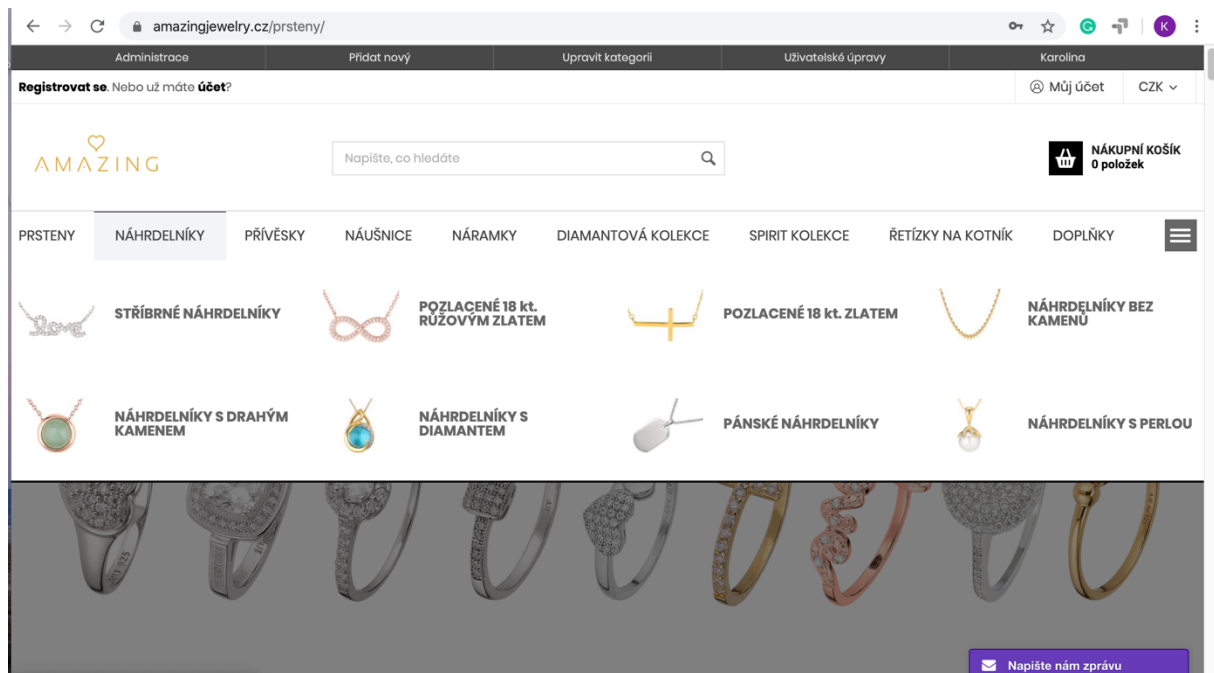 amazingjewelry.cz/prsteny/
K
Administrace
Přidat nový
Upravit kategorii
Uživatelské úpravy
Karolina
Registrovat se. Nebo už máte účet?
Můj účet
CZK
AMAZING
Napište, co hledáte
NÁKUPNÍ KOŠÍK
0 položek
PRSTENY
NÁHRDELNÍKY
PŘÍVĚSKY
NÁUŠNICE
NÁRAMKY
DIAMANTOVÁ KOLEKCE
SPIRIT KOLEKCE
ŘETÍZKY NA KOTNÍK
DOPLŇKY
STŘÍBRNÉ NÁHRDELNÍKY
POZLACENÉ 18 kt.
RŮŽOVÝM ZLATEM
POZLACENÉ 18 kt. ZLATEM
NÁHRDELNÍKY BEZ
KAMENŮ
NÁHRDELNÍKY S DRAHÝM
KAMENEM
NÁHRDELNÍKY S
DIAMANTEM
PÁNSKÉ NÁHRDELNÍKY
NÁHRDELNÍKY S PERLOU
Napište nám zprávu